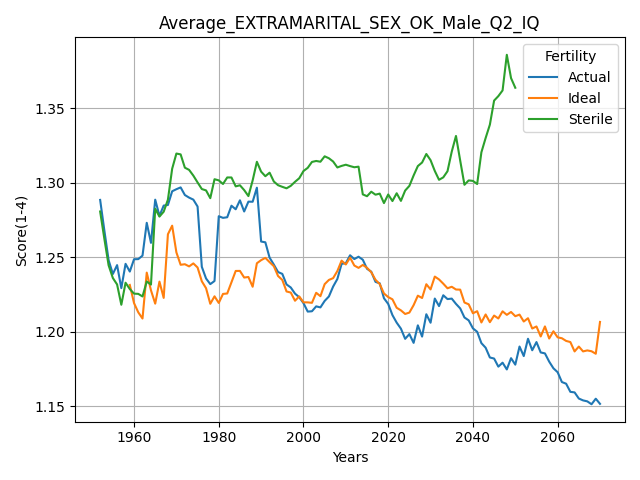 Average_EXTRAMARITAL_SEX_OK_Male_Q2_IQ
Fertility
Actual
Ideal
Sterile
Score(1-4)
1.35
1.30
1.25
1.20
1.15
1960
1980
2000
2020
2040
2060
Years